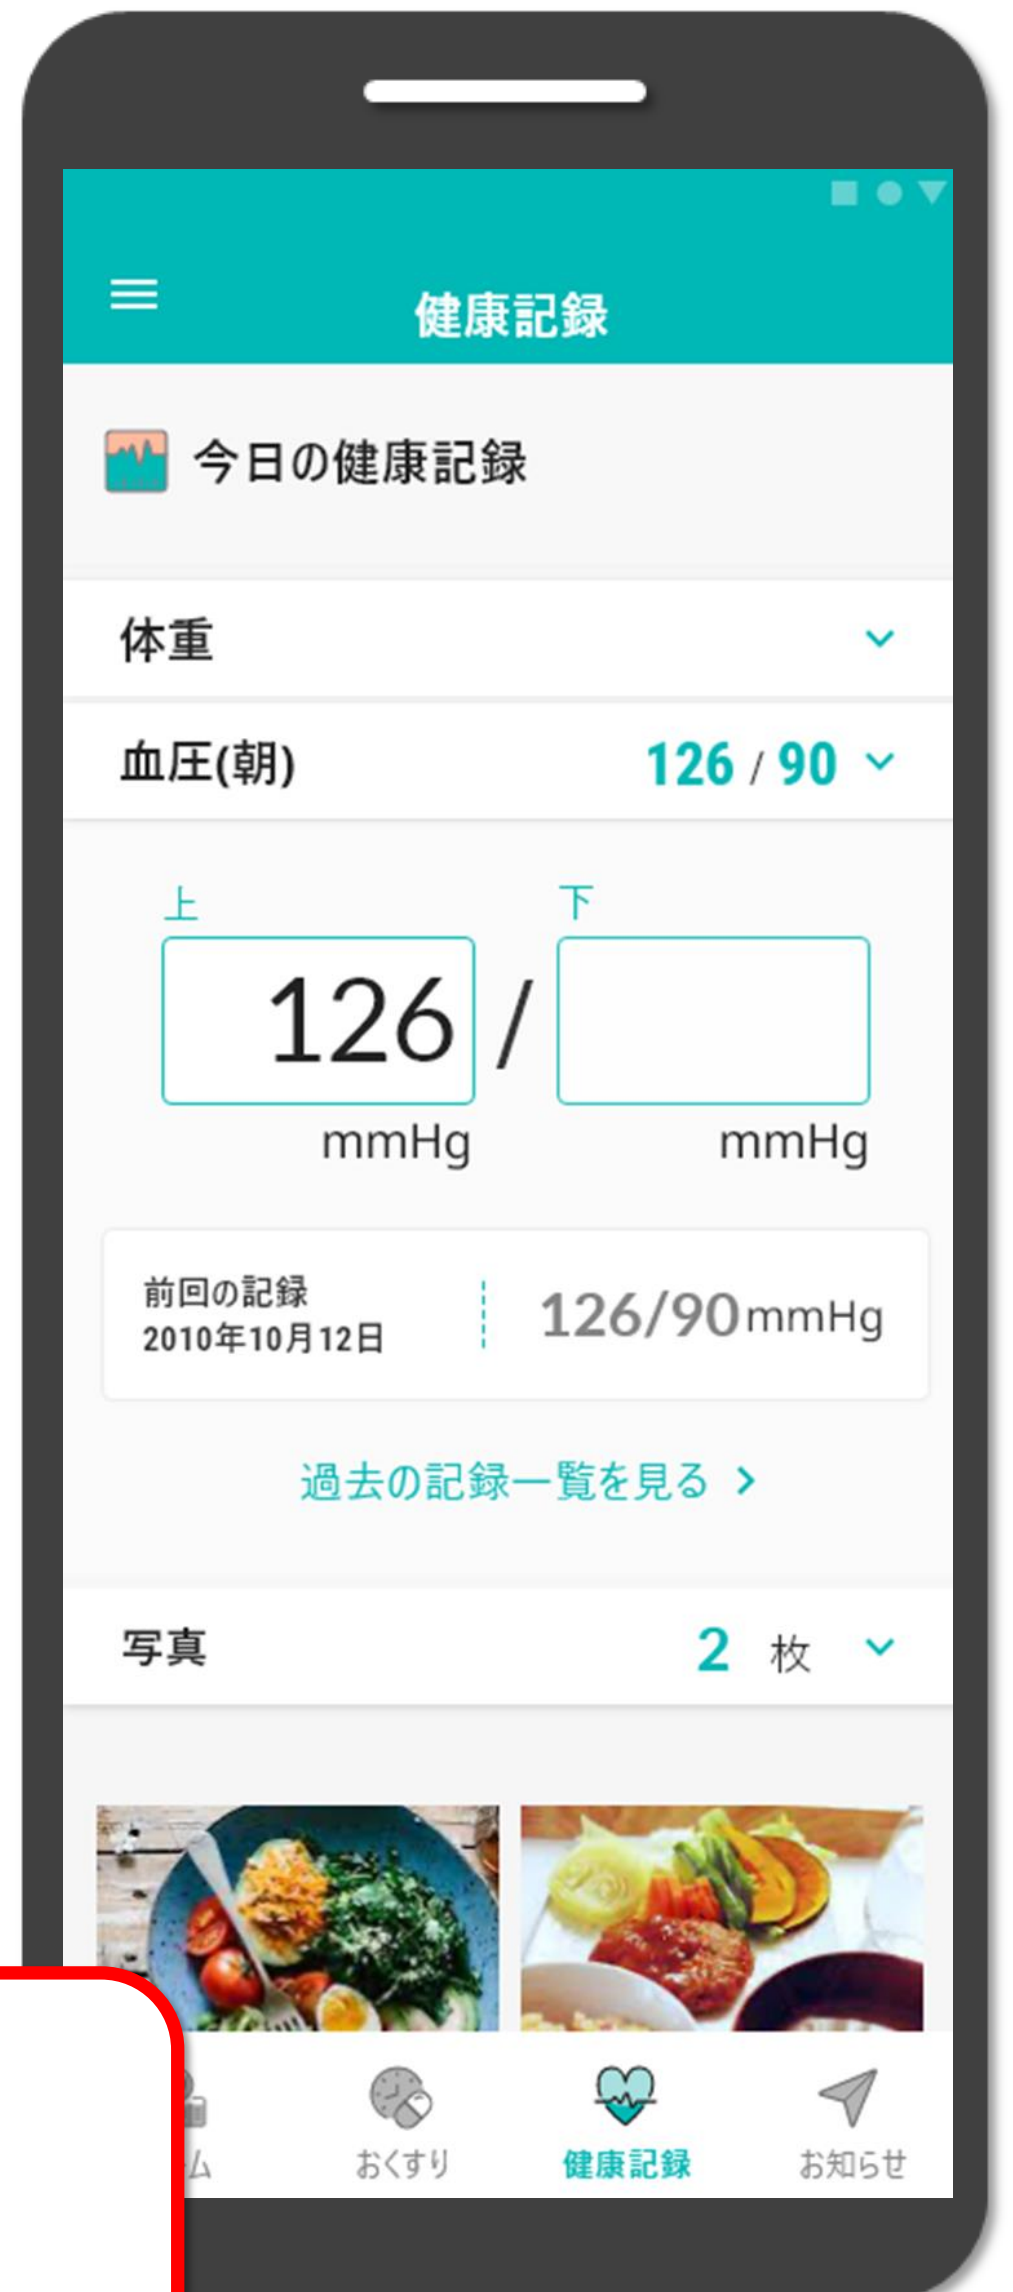 健康記録
今日の健康記録
体重
血圧(朝) 126 / 90
上 下
126 /
mmHg mmHg
前回の記録
2010年10月12日
126/90mmHg
過去の記録一覧を見る
写真 2 枚
ム おくすり 健康記録 お知らせ